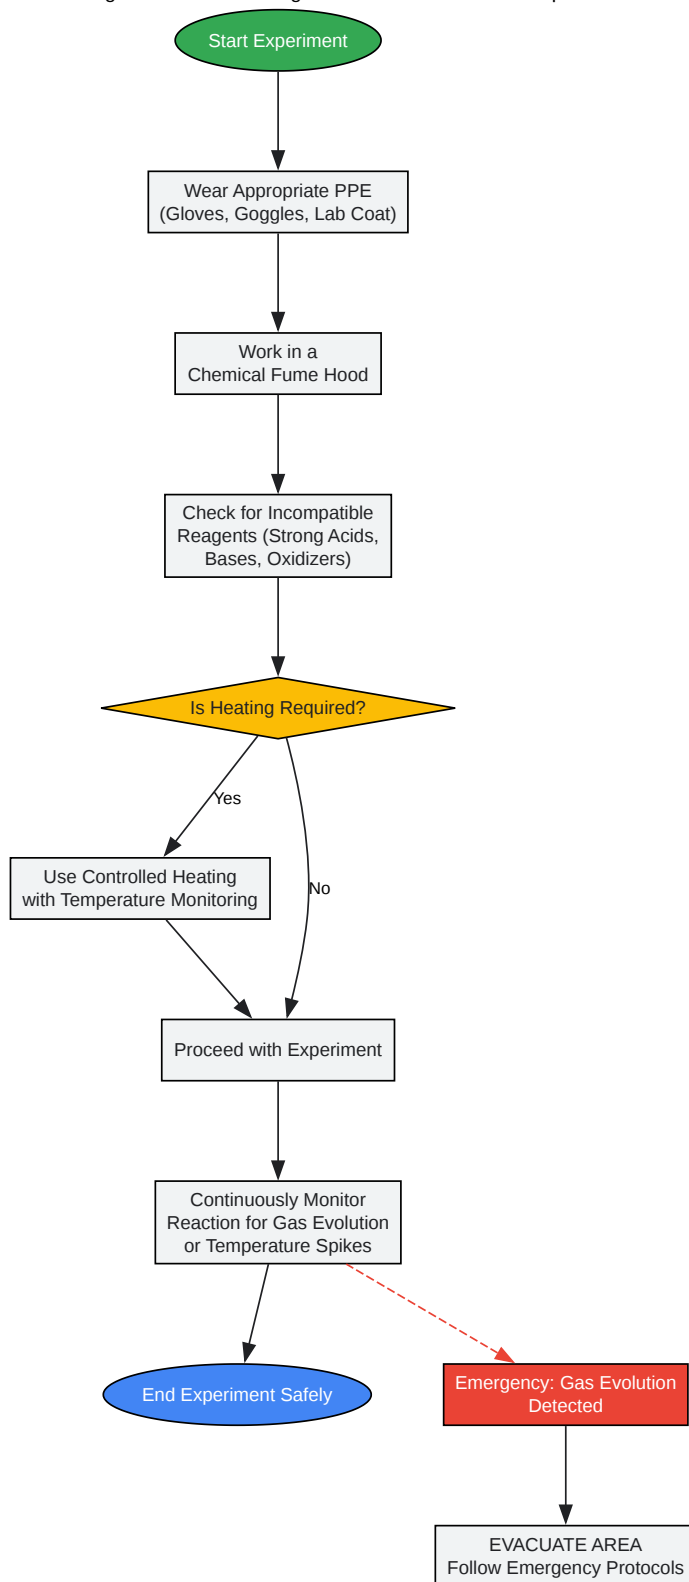 Start Experiment
Wear Appropriate PPE
(Gloves, Goggles, Lab Coat)
Work in a
Chemical Fume Hood
Check for Incompatible
Reagents (Strong Acids,
Bases, Oxidizers)
Is Heating Required?
Yes
Use Controlled Heating
with Temperature Monitoring
No
Proceed with Experiment
Continuously Monitor
Reaction for Gas Evolution
or Temperature Spikes
End Experiment Safely
Emergency: Gas Evolution
Detected
EVACUATE AREA
Follow Emergency Protocols